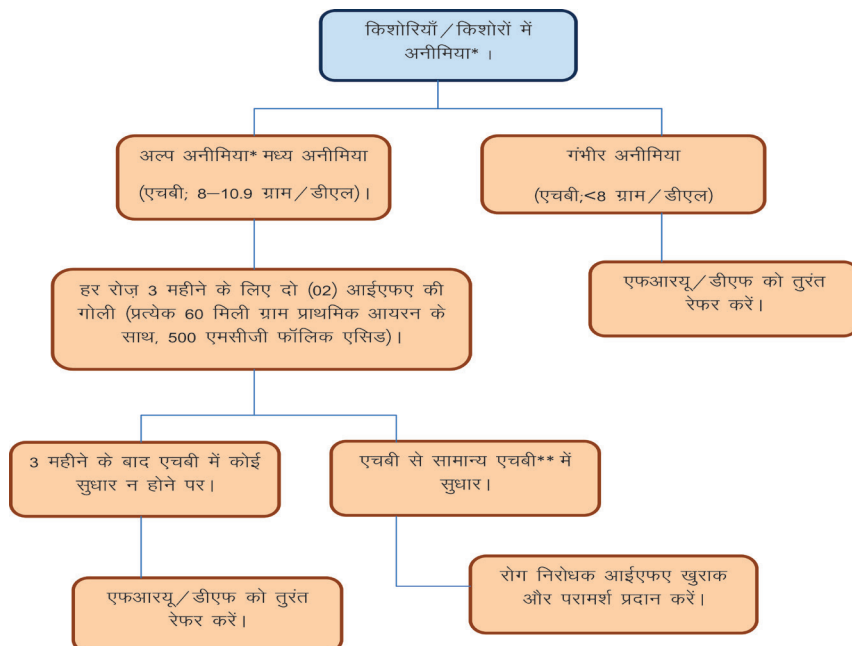 किशोरियाँ/किशोरों में
अनीमिया* ।
अल्प अनीमिया* मध्य अनीमिया
(एचबी; 8–10.9 ग्राम/डीएल)।
गंभीर अनीमिया
(एचबी;<8 ग्राम/डीएल)
हर रोज़ 3 महीने के लिए दो (02) आईएफए की
गोली (प्रत्येक 60 मिली ग्राम प्राथमिक आयरन के
साथ, 500 एमसीजी फॉलिक एसिड)।
एफआरयू/डीएफ को तुरंत
रेफर करें।
3 महीने के बाद एचबी में कोई
सुधार न होने पर।
एचबी से सामान्य एचबी** में
सुधार।
एफआरयू/डीएफ को तुरंत
रेफर करें।
रोग निरोधक आईएफए खुराक
और परामर्श प्रदान करें।